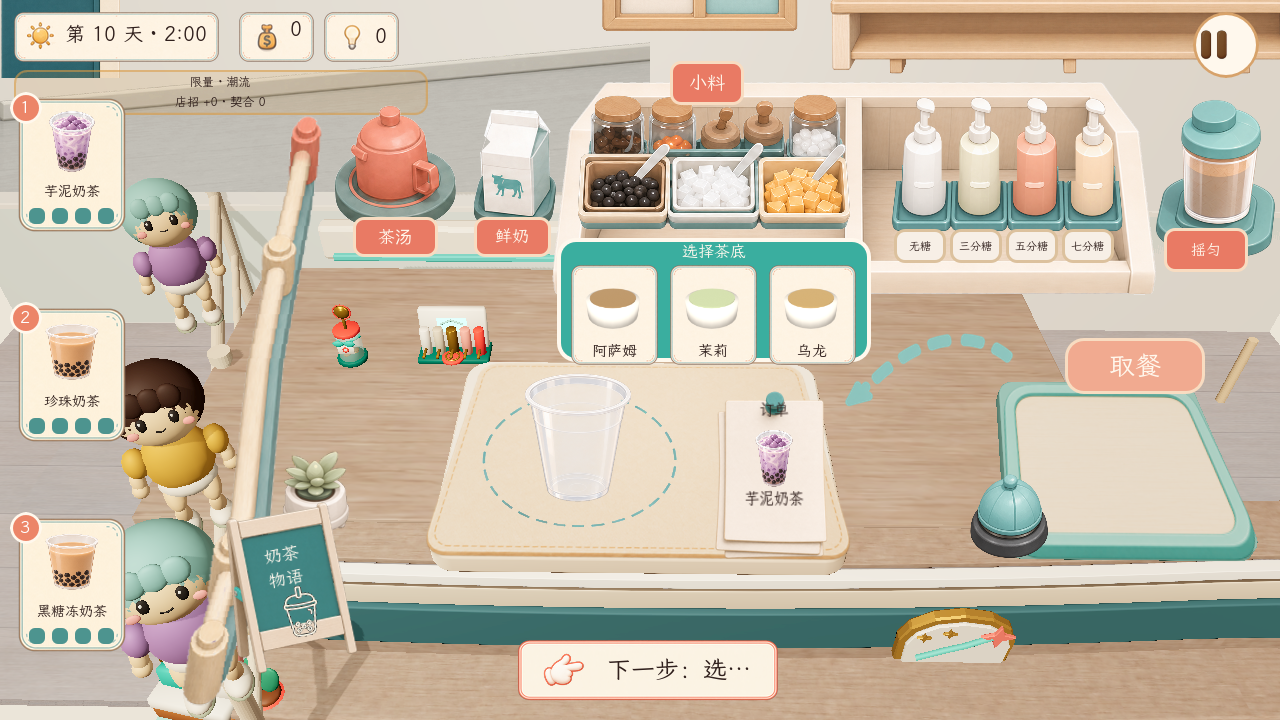 第 10 天·2:00
0
0
限量·潮流
店招 +0·契合 0
1
芋泥奶茶
2
珍珠奶茶
3
黑糖冻奶茶
小料
茶汤
鲜奶
无糖
三分糖
五分糖
七分糖
摇匀
选择茶底
阿萨姆
茉莉
乌龙
取餐
订单
芋泥奶茶
奶茶
物语
下一步：选…